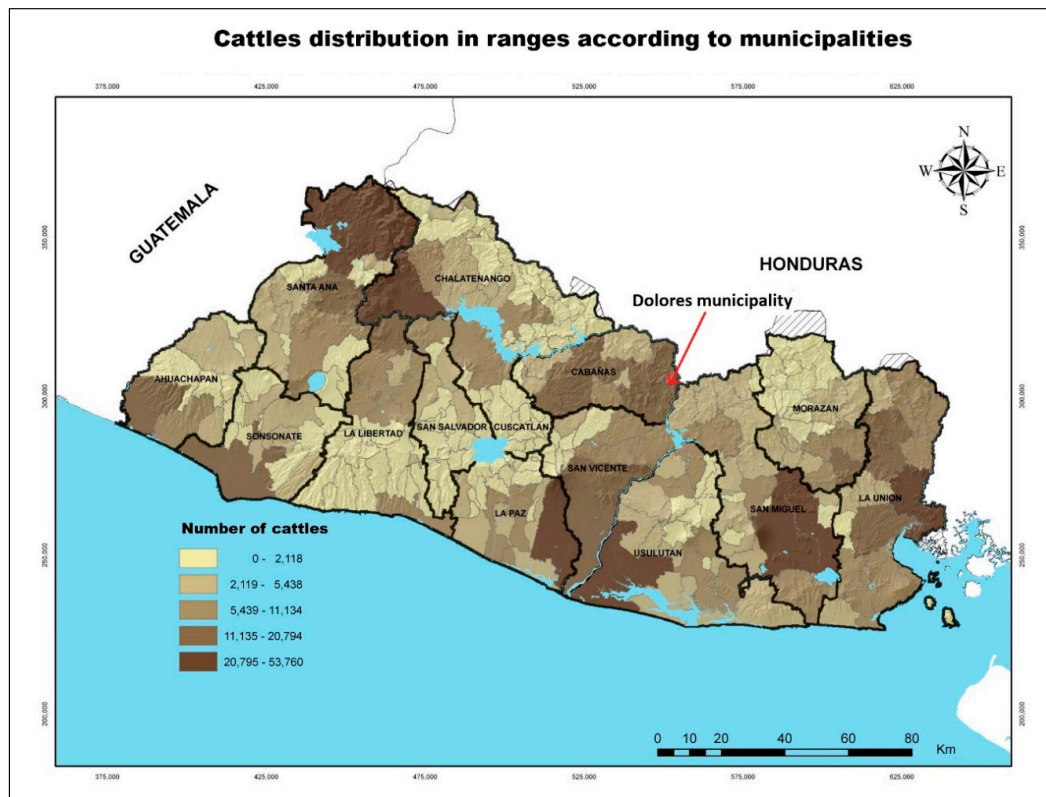 Cattles distribution in ranges according to municipalities
375,000 425,000 475,000 525,000 575,000 625,000
N
W E
S
350,000
300,000
250,000
200,000
350,000
300,000
250,000
200,000
GUATEMALA
HONDURAS
Dolores municipality
SANTA ANA
CHALATENANGO
AHUACHAPAN
CABAÑAS
SONSONATE
LA LIBERTAD
SAN SALVADOR
CUSCATLAN
MORAZAN
SAN VICENTE
LA PAZ
USULUTAN
SAN MIGUEL
LA UNION
Number of cattles
0 - 2,118
2,119 - 5,438
5,439 - 11,134
11,135 - 20,794
20,795 - 53,760
0 10 20 40 60 80
Km
375,000 425,000 475,000 525,000 575,000 625,000